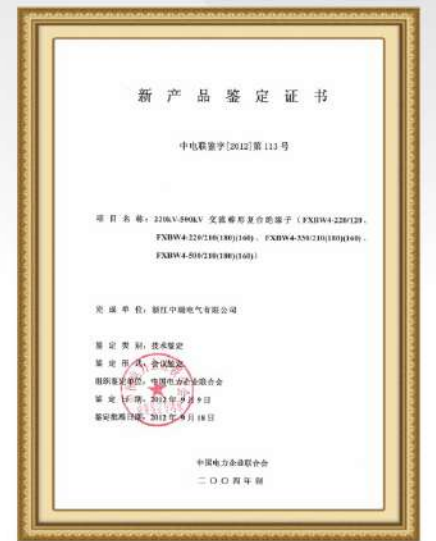 新产品鉴定证书
中电联鉴字[2012]第113号
项目名称：220kV-500kV 交流棒形复合绝缘子（FXBW4-220/120、
FXBW4-220/210(180)(160)、FXBW4-330/210(180)(160)、
FXBW4-500/210(180)(160)）
完成单位：浙江中瑞电气有限公司
鉴定类别：技术鉴定
鉴定形式：会议鉴定
组织鉴定单位：中国电力企业联合会
鉴定日期：2012年9月9日
鉴定批准日期：2012年9月18日
中国电力企业联合会
二〇〇四年制